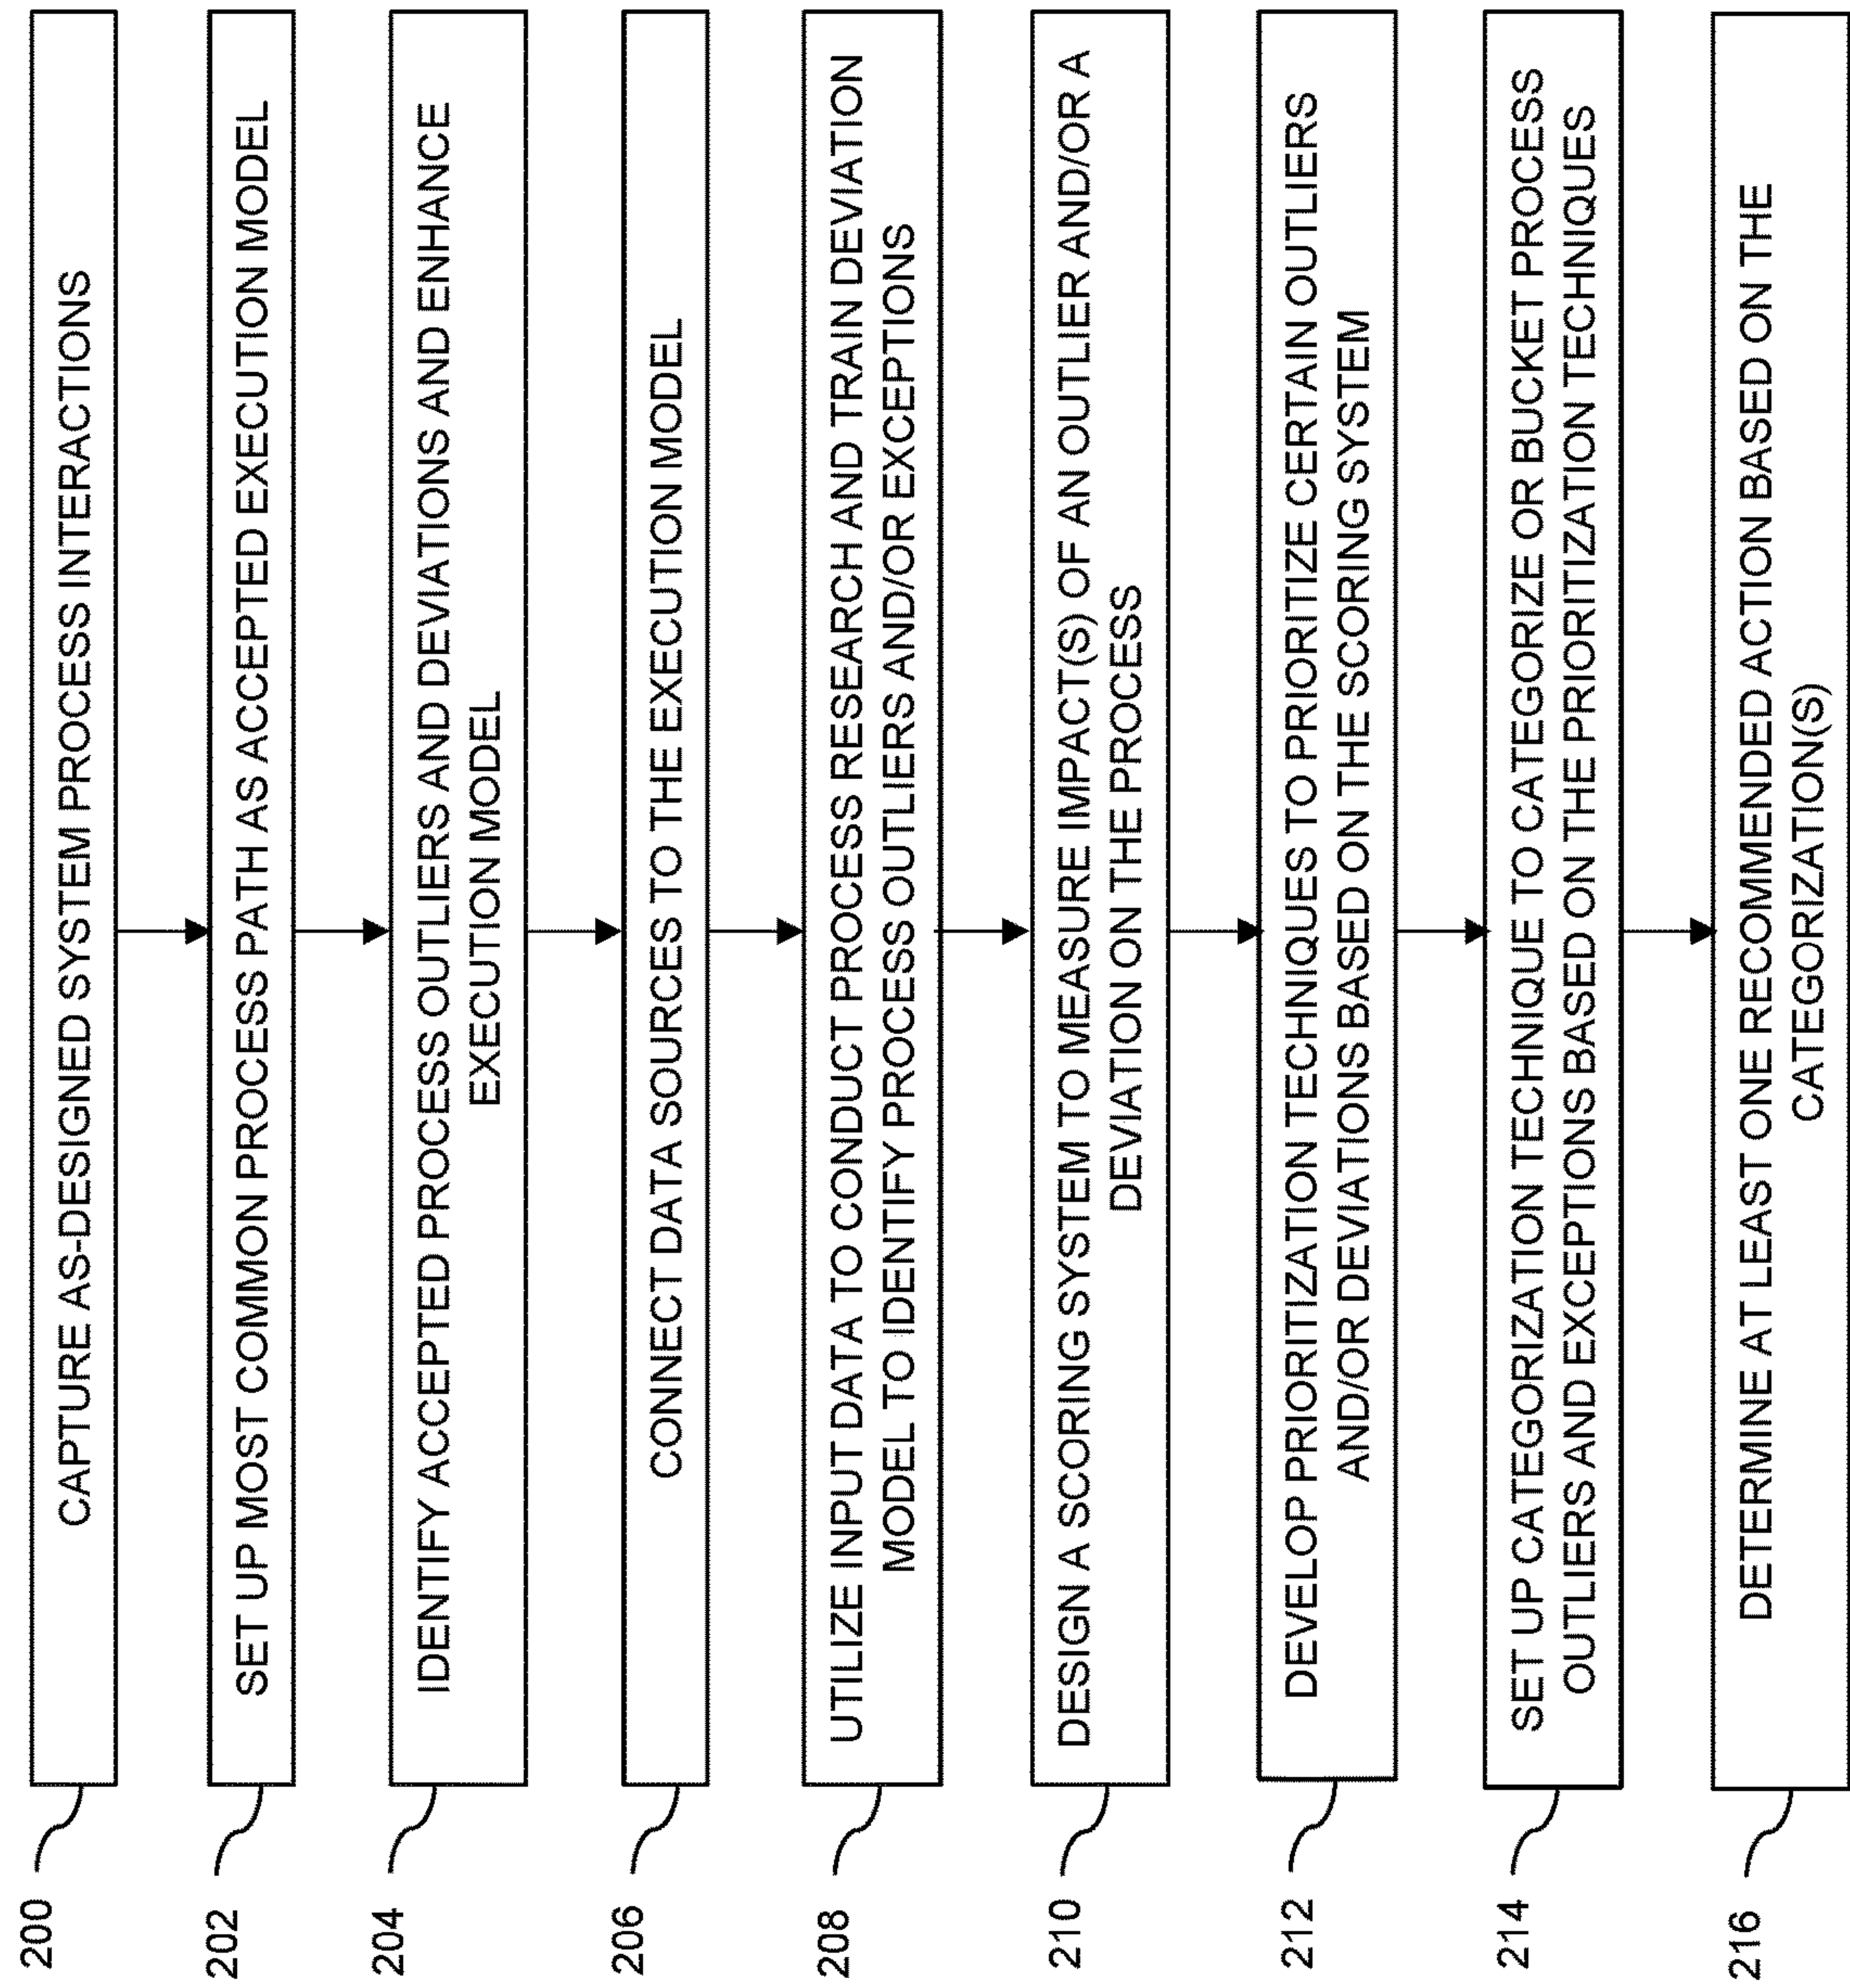 200
CAPTURE AS-DESIGNED SYSTEM PROCESS INTERACTIONS
202
SET UP MOST COMMON PROCESS PATH AS ACCEPTED EXECUTION MODEL
204
IDENTIFY ACCEPTED PROCESS OUTLIERS AND DEVIATIONS AND ENHANCE
EXECUTION MODEL
206
CONNECT DATA SOURCES TO THE EXECUTION MODEL
208
UTILIZE INPUT DATA TO CONDUCT PROCESS RESEARCH AND TRAIN DEVIATION
MODEL TO IDENTIFY PROCESS OUTLIERS AND/OR EXCEPTIONS
210
DESIGN A SCORING SYSTEM TO MEASURE IMPACT(S) OF AN OUTLIER AND/OR A
DEVIATION ON THE PROCESS
212
DEVELOP PRIORITIZATION TECHNIQUES TO PRIORITIZE CERTAIN OUTLIERS
AND/OR DEVIATIONS BASED ON THE SCORING SYSTEM
214
SET UP CATEGORIZATION TECHNIQUE TO CATEGORIZE OR BUCKET PROCESS
OUTLIERS AND EXCEPTIONS BASED ON THE PRIORITIZATION TECHNIQUES
216
DETERMINE AT LEAST ONE RECOMMENDED ACTION BASED ON THE
CATEGORIZATION(S)